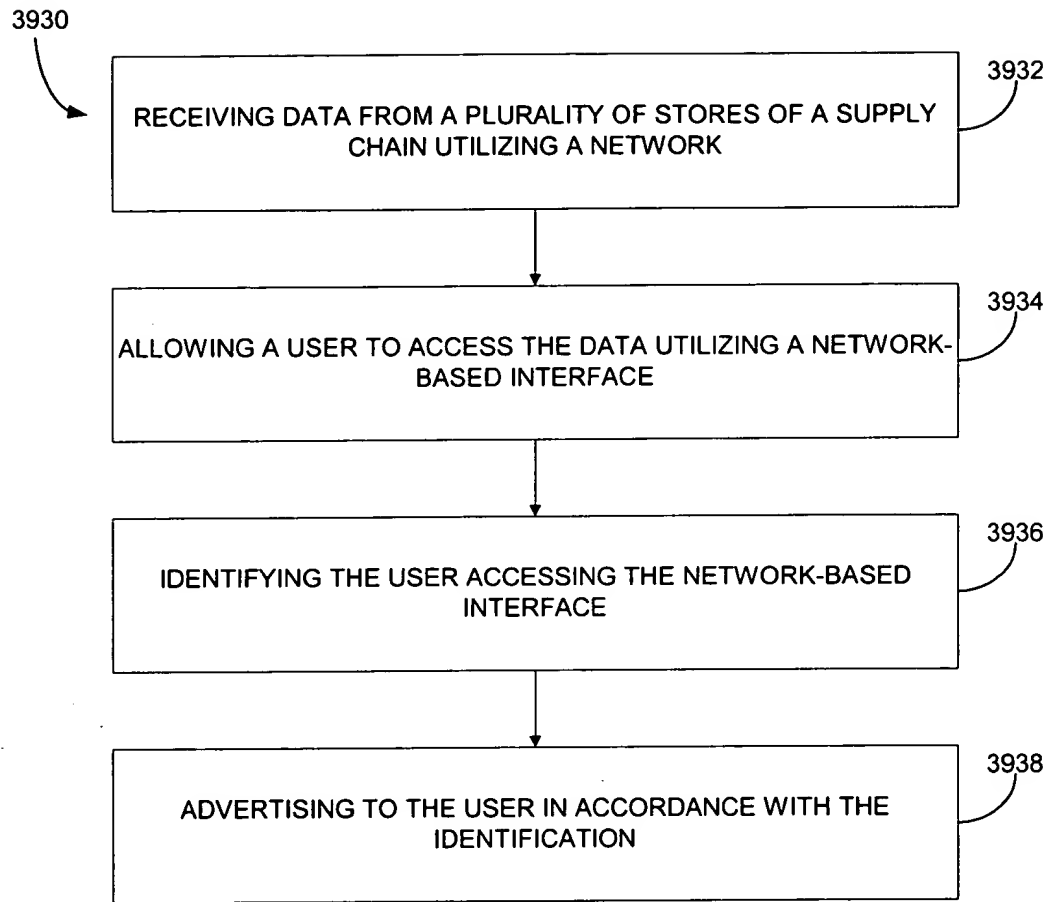 3930
3932
RECEIVING DATA FROM A PLURALITY OF STORES OF A SUPPLY
CHAIN UTILIZING A NETWORK
3934
ALLOWING A USER TO ACCESS THE DATA UTILIZING A NETWORK-
BASED INTERFACE
3936
IDENTIFYING THE USER ACCESSING THE NETWORK-BASED
INTERFACE
3938
ADVERTISING TO THE USER IN ACCORDANCE WITH THE
IDENTIFICATION